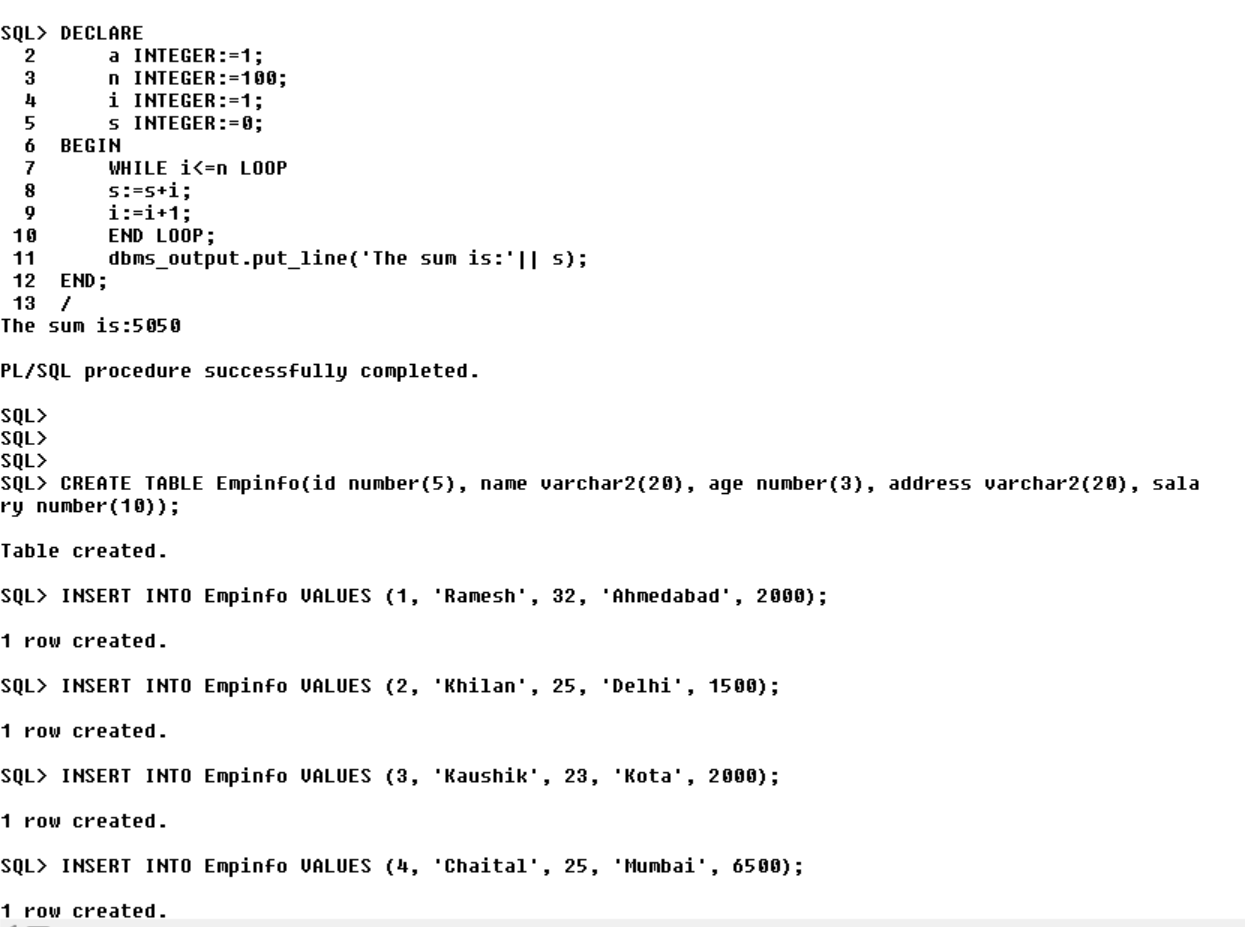 SQL> DECLARE
  2      a INTEGER:=1;
  3      n INTEGER:=100;
  4      i INTEGER:=1;
  5      s INTEGER:=0;
  6  BEGIN
  7      WHILE i<=n LOOP
  8      s:=s+i;
  9      i:=i+1;
 10      END LOOP;
 11      dbms_output.put_line('The sum is:'|| s);
 12  END;
 13  /
The sum is:5050
PL/SQL procedure successfully completed.
SQL>
SQL>
SQL>
SQL> CREATE TABLE Empinfo(id number(5), name varchar2(20), age number(3), address varchar2(20), sala
ry number(10));
Table created.
SQL> INSERT INTO Empinfo VALUES (1, 'Ramesh', 32, 'Ahmedabad', 2000);
1 row created.
SQL> INSERT INTO Empinfo VALUES (2, 'Khilan', 25, 'Delhi', 1500);
1 row created.
SQL> INSERT INTO Empinfo VALUES (3, 'Kaushik', 23, 'Kota', 2000);
1 row created.
SQL> INSERT INTO Empinfo VALUES (4, 'Chaital', 25, 'Mumbai', 6500);
1 row created.